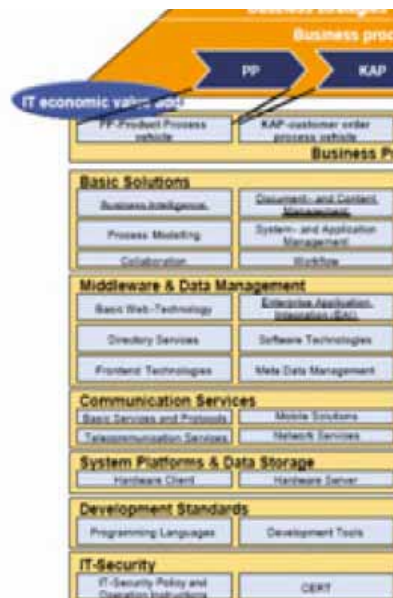 Business strategies
Business proc
PP
KAP
IT economic value add
PP-Product Process
vehicle
KAP-customer order
process vehicle
Business P
Basic Solutions
Business Intelligence
Document- and Content
Management
Process Modelling
System- and Application
Management
Collaboration
Workflow
Middleware & Data Management
Basic Web-Technology
Enterprise Application
Integration (EAI)
Directory Services
Software Technologies
Frontend Technologies
Meta Data Management
Communication Services
Basic Services and Protocols
Mobile Solutions
Telecommunication Services
Network Services
System Platforms & Data Storage
Hardware Client
Hardware Server
Development Standards
Programming Languages
Development Tools
IT-Security
IT-Security Policy and
Operation Instructions
CERT